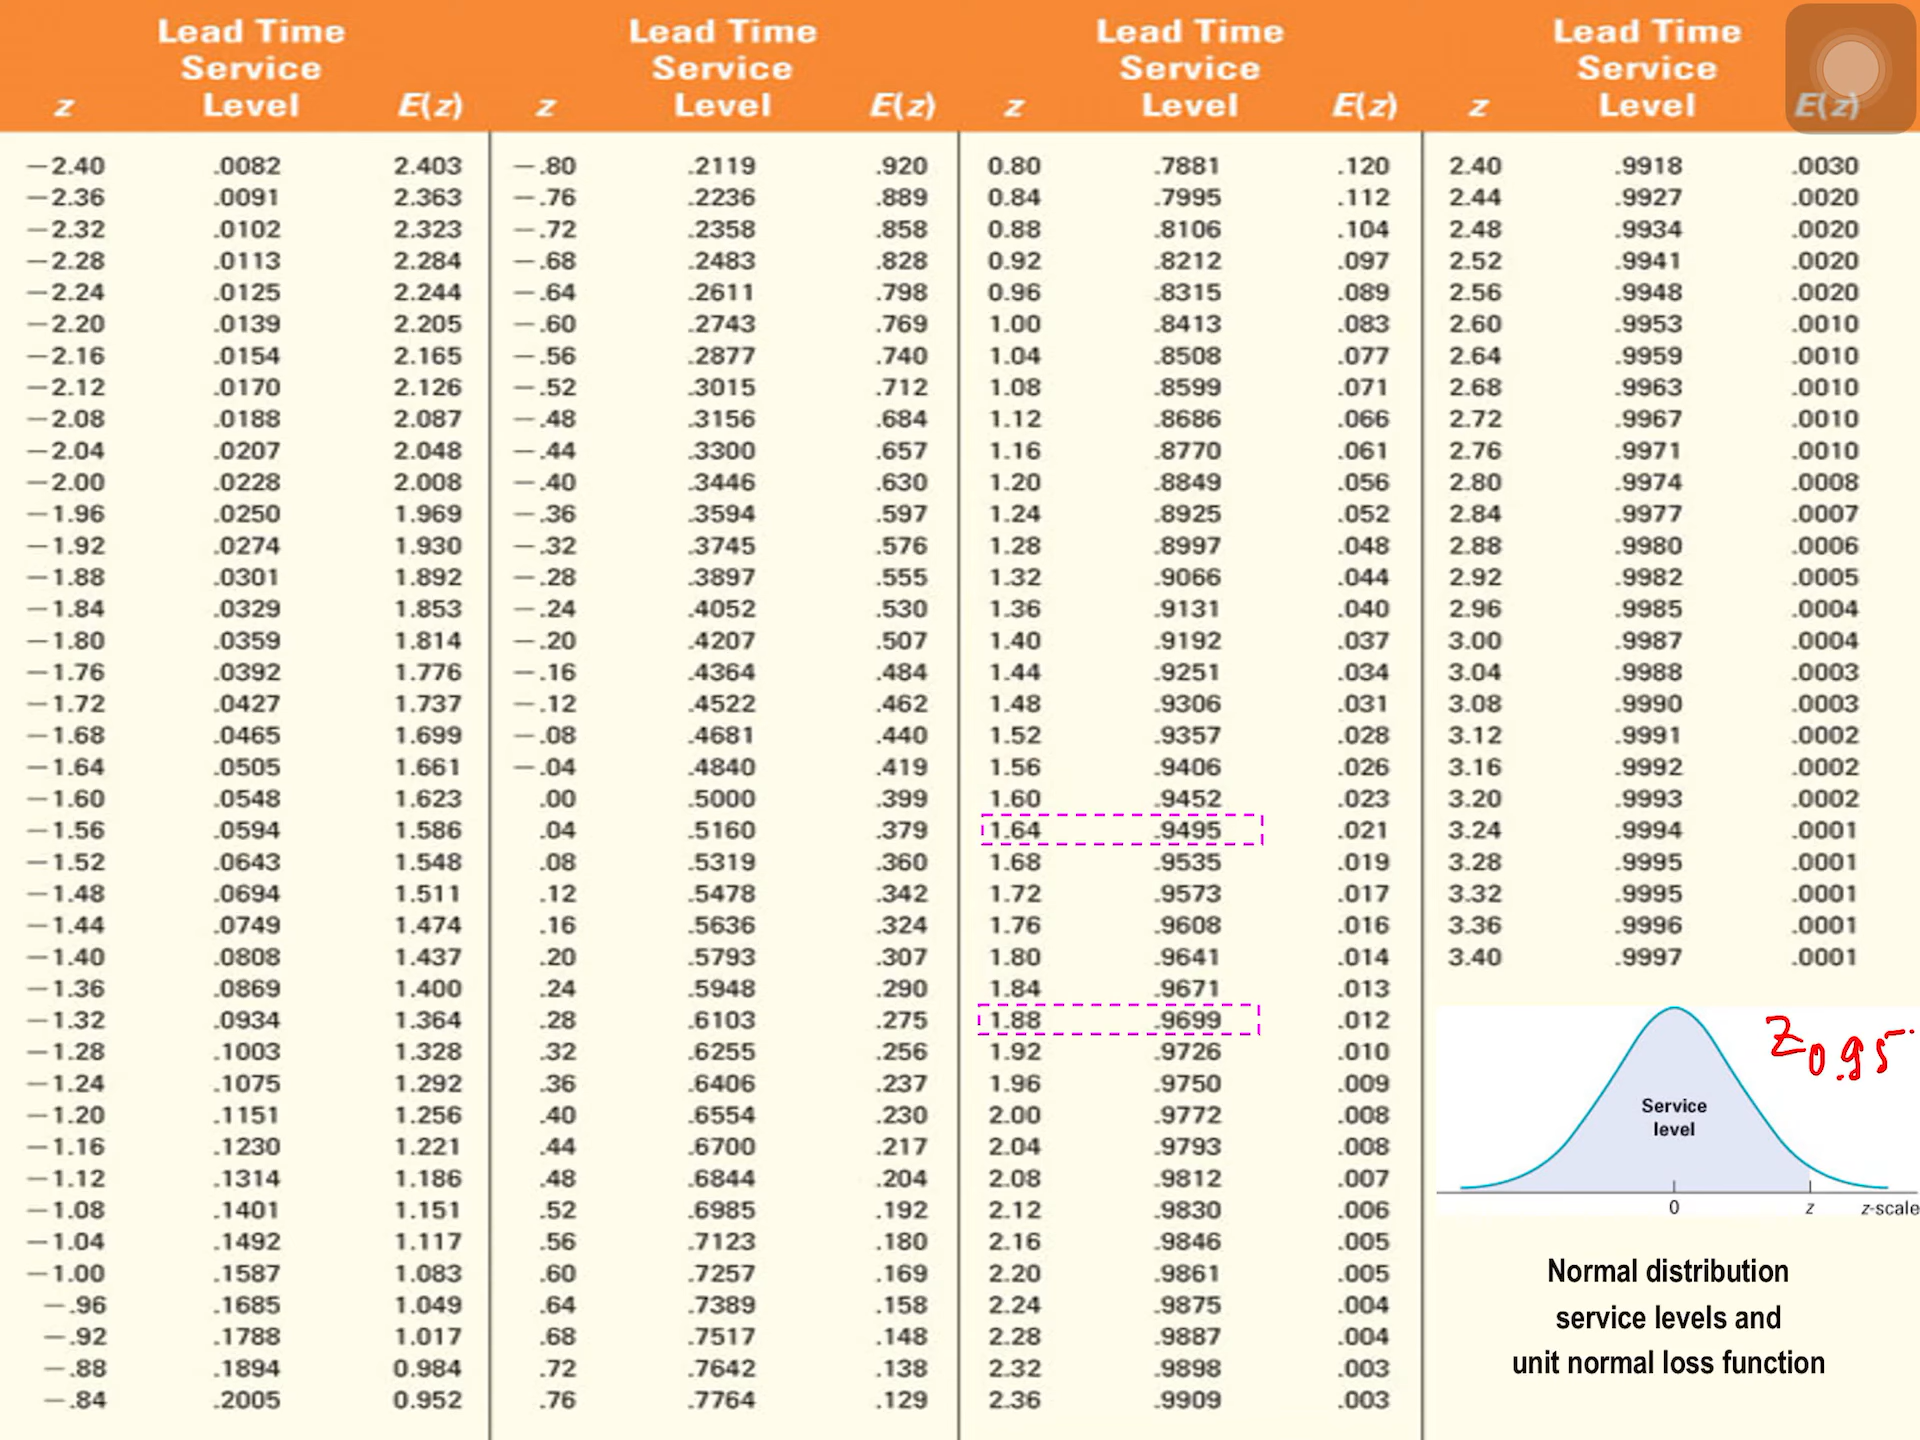 z Lead Time Service Level E(z) z Lead Time Service Level E(z) z Lead Time Service Level E(z) z Lead Time Service Level E(z)
−2.40 .0082 2.403 −.80 .2119 .920 0.80 .7881 .120 2.40 .9918 .0030
−2.36 .0091 2.363 −.76 .2236 .889 0.84 .7995 .112 2.44 .9927 .0020
−2.32 .0102 2.323 −.72 .2358 .858 0.88 .8106 .104 2.48 .9934 .0020
−2.28 .0113 2.284 −.68 .2483 .828 0.92 .8212 .097 2.52 .9941 .0020
−2.24 .0125 2.244 −.64 .2611 .798 0.96 .8315 .089 2.56 .9948 .0020
−2.20 .0139 2.205 −.60 .2743 .769 1.00 .8413 .083 2.60 .9953 .0010
−2.16 .0154 2.165 −.56 .2877 .740 1.04 .8508 .077 2.64 .9959 .0010
−2.12 .0170 2.126 −.52 .3015 .712 1.08 .8599 .071 2.68 .9963 .0010
−2.08 .0188 2.087 −.48 .3156 .684 1.12 .8686 .066 2.72 .9967 .0010
−2.04 .0207 2.048 −.44 .3300 .657 1.16 .8770 .061 2.76 .9971 .0010
−2.00 .0228 2.008 −.40 .3446 .630 1.20 .8849 .056 2.80 .9974 .0008
−1.96 .0250 1.969 −.36 .3594 .597 1.24 .8925 .052 2.84 .9977 .0007
−1.92 .0274 1.930 −.32 .3745 .576 1.28 .8997 .048 2.88 .9980 .0006
−1.88 .0301 1.892 −.28 .3897 .555 1.32 .9066 .044 2.92 .9982 .0005
−1.84 .0329 1.853 −.24 .4052 .530 1.36 .9131 .040 2.96 .9985 .0004
−1.80 .0359 1.814 −.20 .4207 .507 1.40 .9192 .037 3.00 .9987 .0004
−1.76 .0392 1.776 −.16 .4364 .484 1.44 .9251 .034 3.04 .9988 .0003
−1.72 .0427 1.737 −.12 .4522 .462 1.48 .9306 .031 3.08 .9990 .0003
−1.68 .0465 1.699 −.08 .4681 .440 1.52 .9357 .028 3.12 .9991 .0002
−1.64 .0505 1.661 −.04 .4840 .419 1.56 .9406 .026 3.16 .9992 .0002
−1.60 .0548 1.623 .00 .5000 .399 1.60 .9452 .023 3.20 .9993 .0002
−1.56 .0594 1.586 .04 .5160 .379 1.64 .9495 .021 3.24 .9994 .0001
−1.52 .0643 1.548 .08 .5319 .360 1.68 .9535 .019 3.28 .9995 .0001
−1.48 .0694 1.511 .12 .5478 .342 1.72 .9573 .017 3.32 .9995 .0001
−1.44 .0749 1.474 .16 .5636 .324 1.76 .9608 .016 3.36 .9996 .0001
−1.40 .0808 1.437 .20 .5793 .307 1.80 .9641 .014 3.40 .9997 .0001
−1.36 .0869 1.400 .24 .5948 .290 1.84 .9671 .013
−1.32 .0934 1.364 .28 .6103 .275 1.88 .9699 .012
−1.28 .1003 1.328 .32 .6255 .256 1.92 .9726 .010
−1.24 .1075 1.292 .36 .6406 .237 1.96 .9750 .009
−1.20 .1151 1.256 .40 .6554 .230 2.00 .9772 .008
−1.16 .1230 1.221 .44 .6700 .217 2.04 .9793 .008
−1.12 .1314 1.186 .48 .6844 .204 2.08 .9812 .007
−1.08 .1401 1.151 .52 .6985 .192 2.12 .9830 .006
−1.04 .1492 1.117 .56 .7123 .180 2.16 .9846 .005
−1.00 .1587 1.083 .60 .7257 .169 2.20 .9861 .005
−.96 .1685 1.049 .64 .7389 .158 2.24 .9875 .004
−.92 .1788 1.017 .68 .7517 .148 2.28 .9887 .004
−.88 .1894 0.984 .72 .7642 .138 2.32 .9898 .003
−.84 .2005 0.952 .76 .7764 .129 2.36 .9909 .003
z0.95
Service
level
0 z z-scale
Normal distribution
service levels and
unit normal loss function